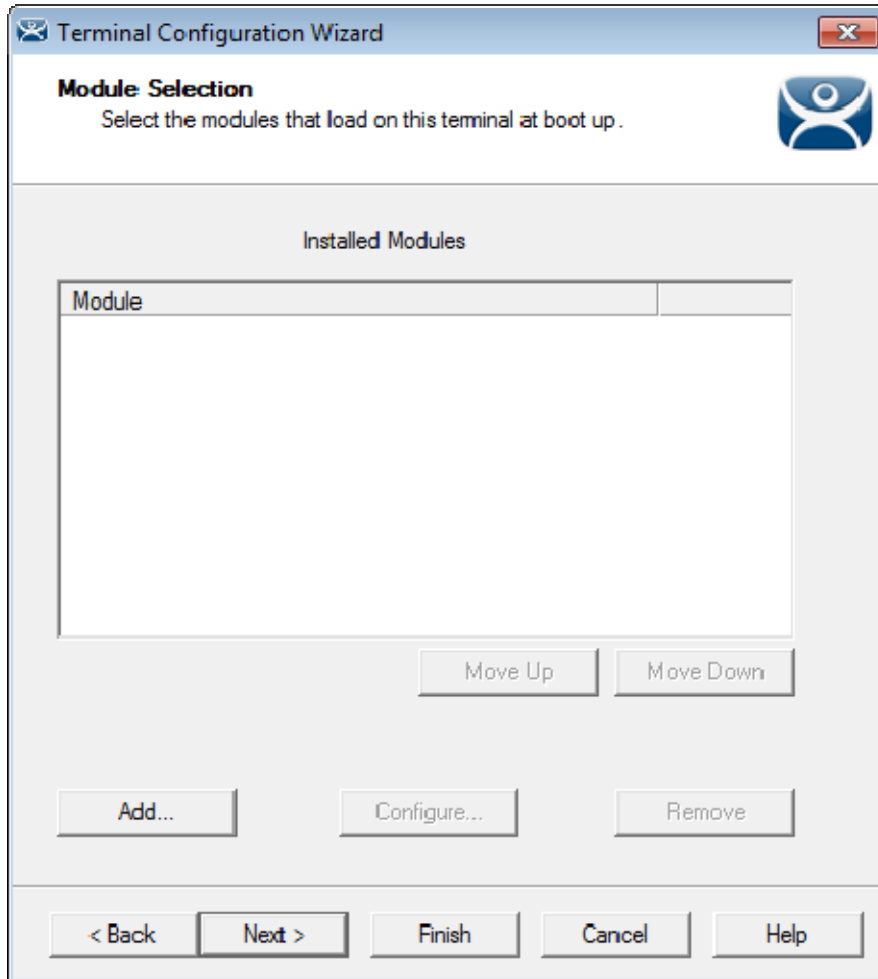 Terminal Configuration Wizard
Module Selection
Select the modules that load on this terminal at boot up.
Installed Modules
Module
Move Up Move Down
Add... Configure... Remove
< Back Next > Finish Cancel Help